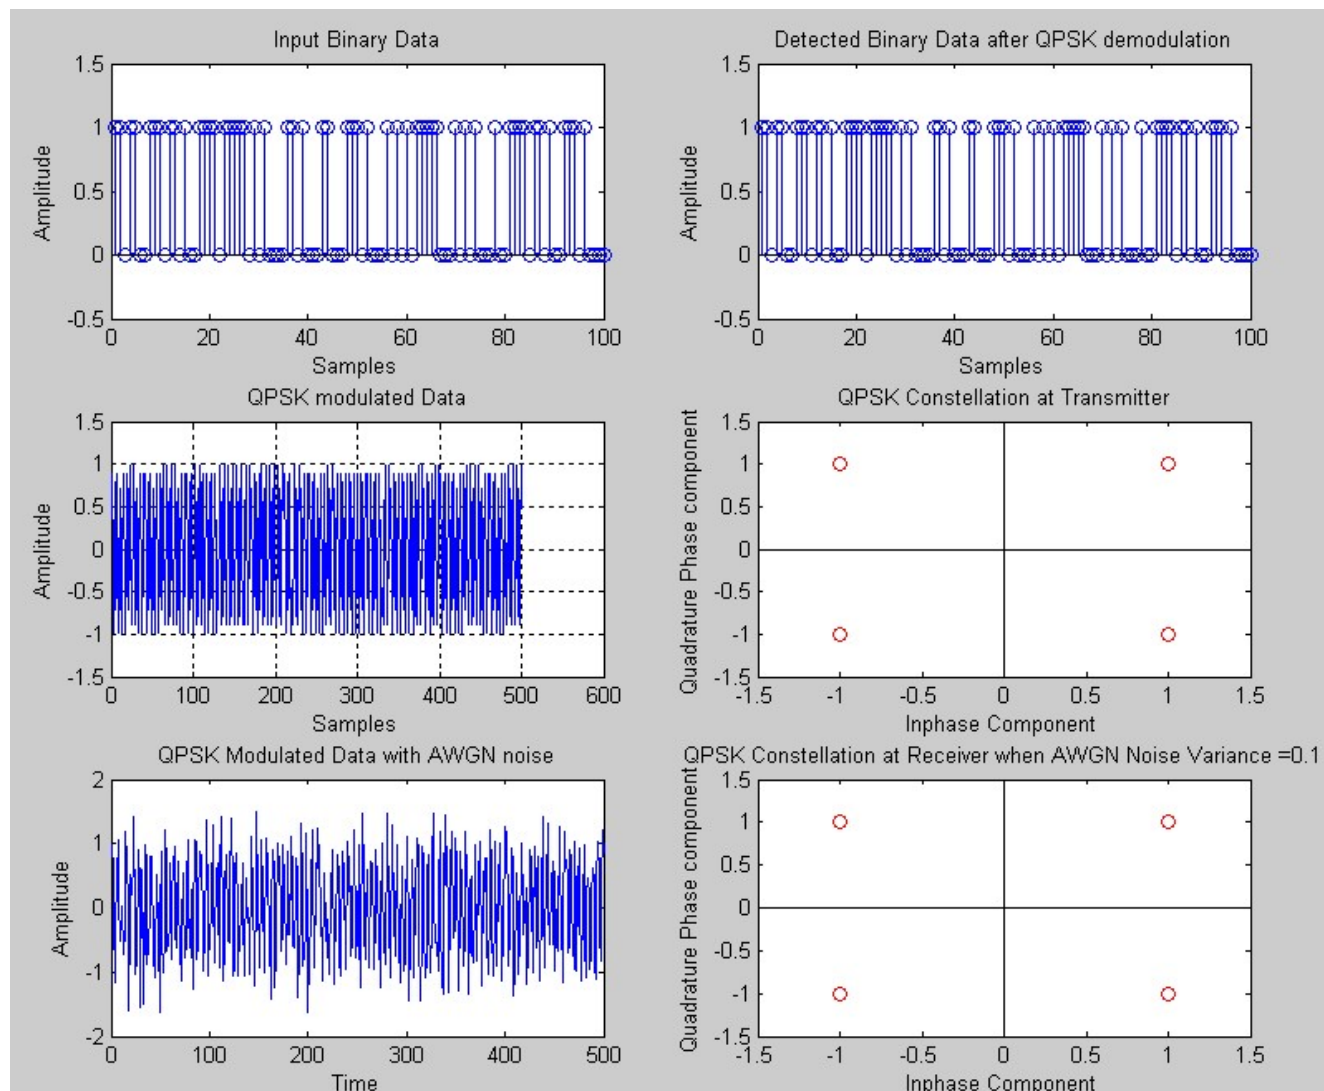 Input Binary Data
1.5
1
0.5
0
-0.5
Amplitude
0 20 40 60 80 100
Samples
Detected Binary Data after QPSK demodulation
1.5
1
0.5
0
-0.5
Amplitude
0 20 40 60 80 100
Samples
QPSK modulated Data
1.5
1
0.5
0
-0.5
-1
-1.5
Amplitude
0 100 200 300 400 500 600
Samples
QPSK Constellation at Transmitter
1.5
1
0.5
0
-0.5
-1
-1.5
Quadrature Phase component
-1.5 -1 -0.5 0 0.5 1 1.5
Inphase Component
QPSK Modulated Data with AWGN noise
2
1
0
-1
-2
Amplitude
0 100 200 300 400 500
Time
QPSK Constellation at Receiver when AWGN Noise Variance =0.1
1.5
1
0.5
0
-0.5
-1
-1.5
Quadrature Phase component
-1.5 -1 -0.5 0 0.5 1 1.5
Inphase Component